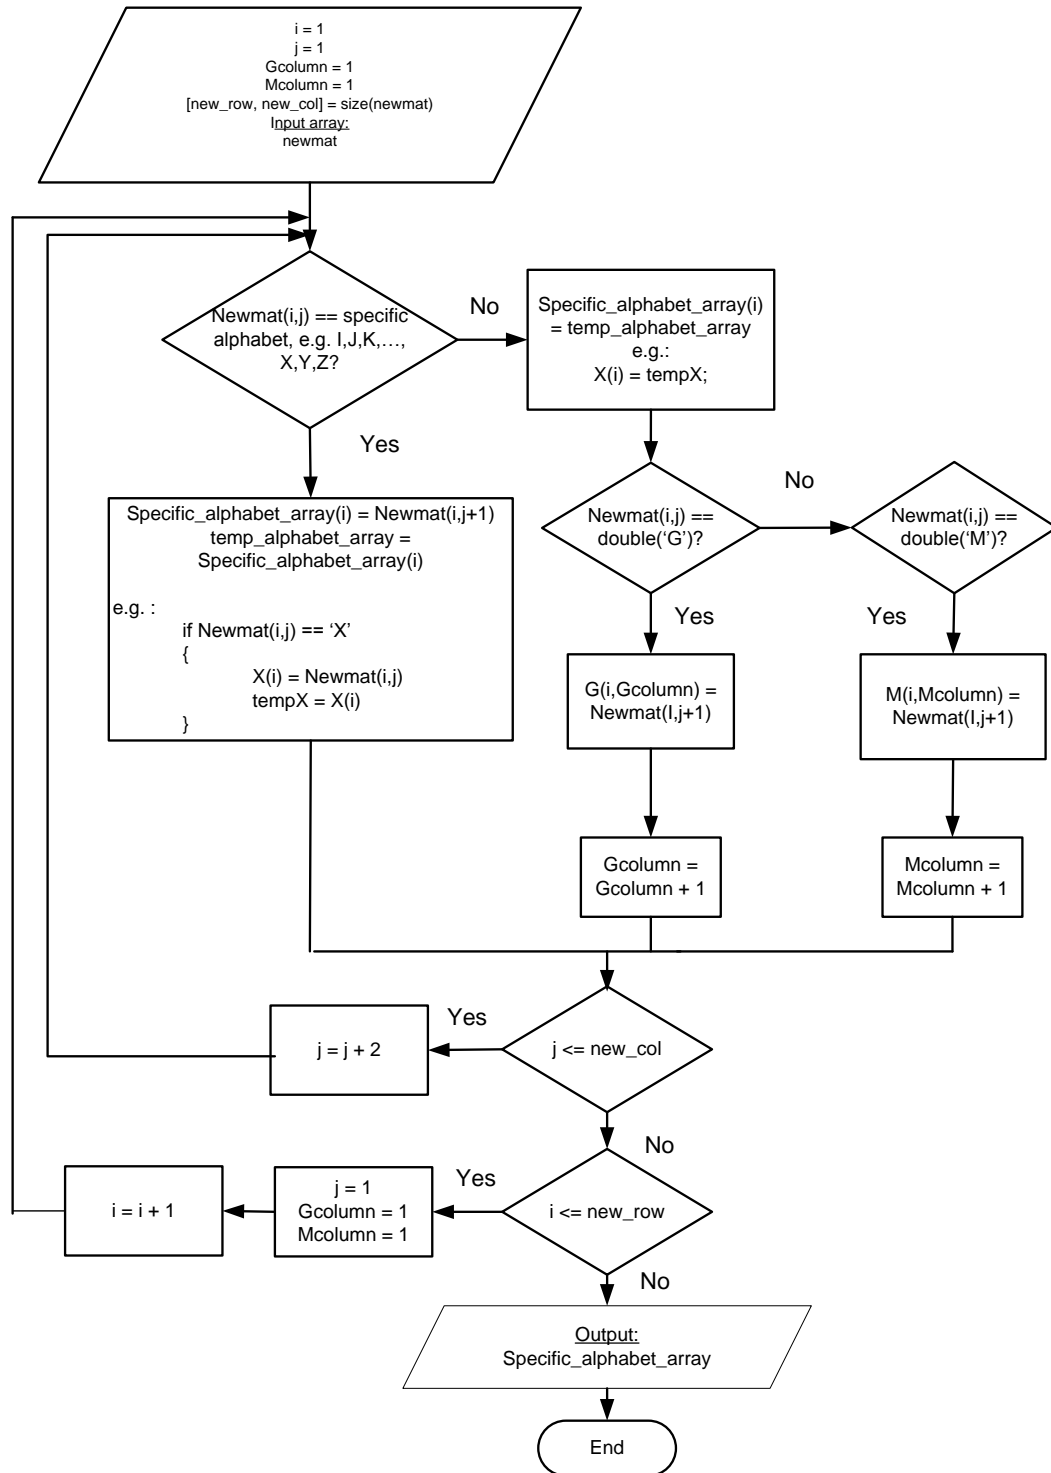 i = 1
j = 1
Gcolumn = 1
Mcolumn = 1
[new_row, new_col] = size(newmat)
Input array:
newmat
Newmat(i,j) == specific
alphabet, e.g. I,J,K,…,
X,Y,Z?
No
Specific_alphabet_array(i)
= temp_alphabet_array
e.g.:
X(i) = tempX;
Yes
Specific_alphabet_array(i) = Newmat(i,j+1)
temp_alphabet_array =
Specific_alphabet_array(i)
e.g. :
if Newmat(i,j) == ‘X’
{
X(i) = Newmat(i,j)
tempX = X(i)
}
Newmat(i,j) ==
double(‘G’)?
No
Newmat(i,j) ==
double(‘M’)?
Yes
Yes
G(i,Gcolumn) =
Newmat(I,j+1)
M(i,Mcolumn) =
Newmat(I,j+1)
Gcolumn =
Gcolumn + 1
Mcolumn =
Mcolumn + 1
j <= new_col
Yes
j = j + 2
No
i <= new_row
Yes
j = 1
Gcolumn = 1
Mcolumn = 1
i = i + 1
No
Output:
Specific_alphabet_array
End